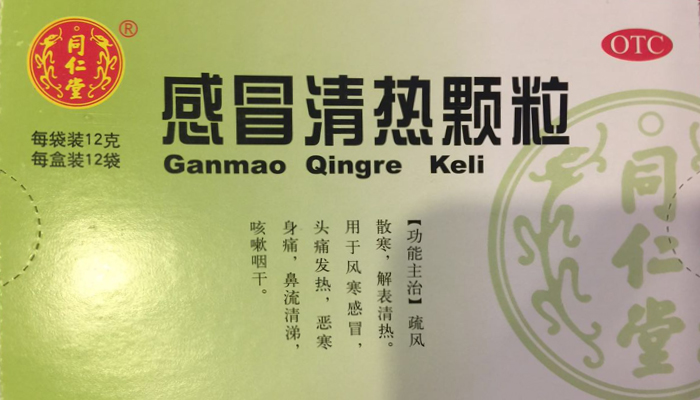 同仁堂
®
OTC
感冒清热颗粒
Ganmao Qingre Keli
每袋装12克
每盒装12袋
【功能主治】疏风
散寒，解表清热。
用于风寒感冒，
头痛发热，恶寒
身痛，鼻流清涕，
咳嗽咽干。
同仁堂